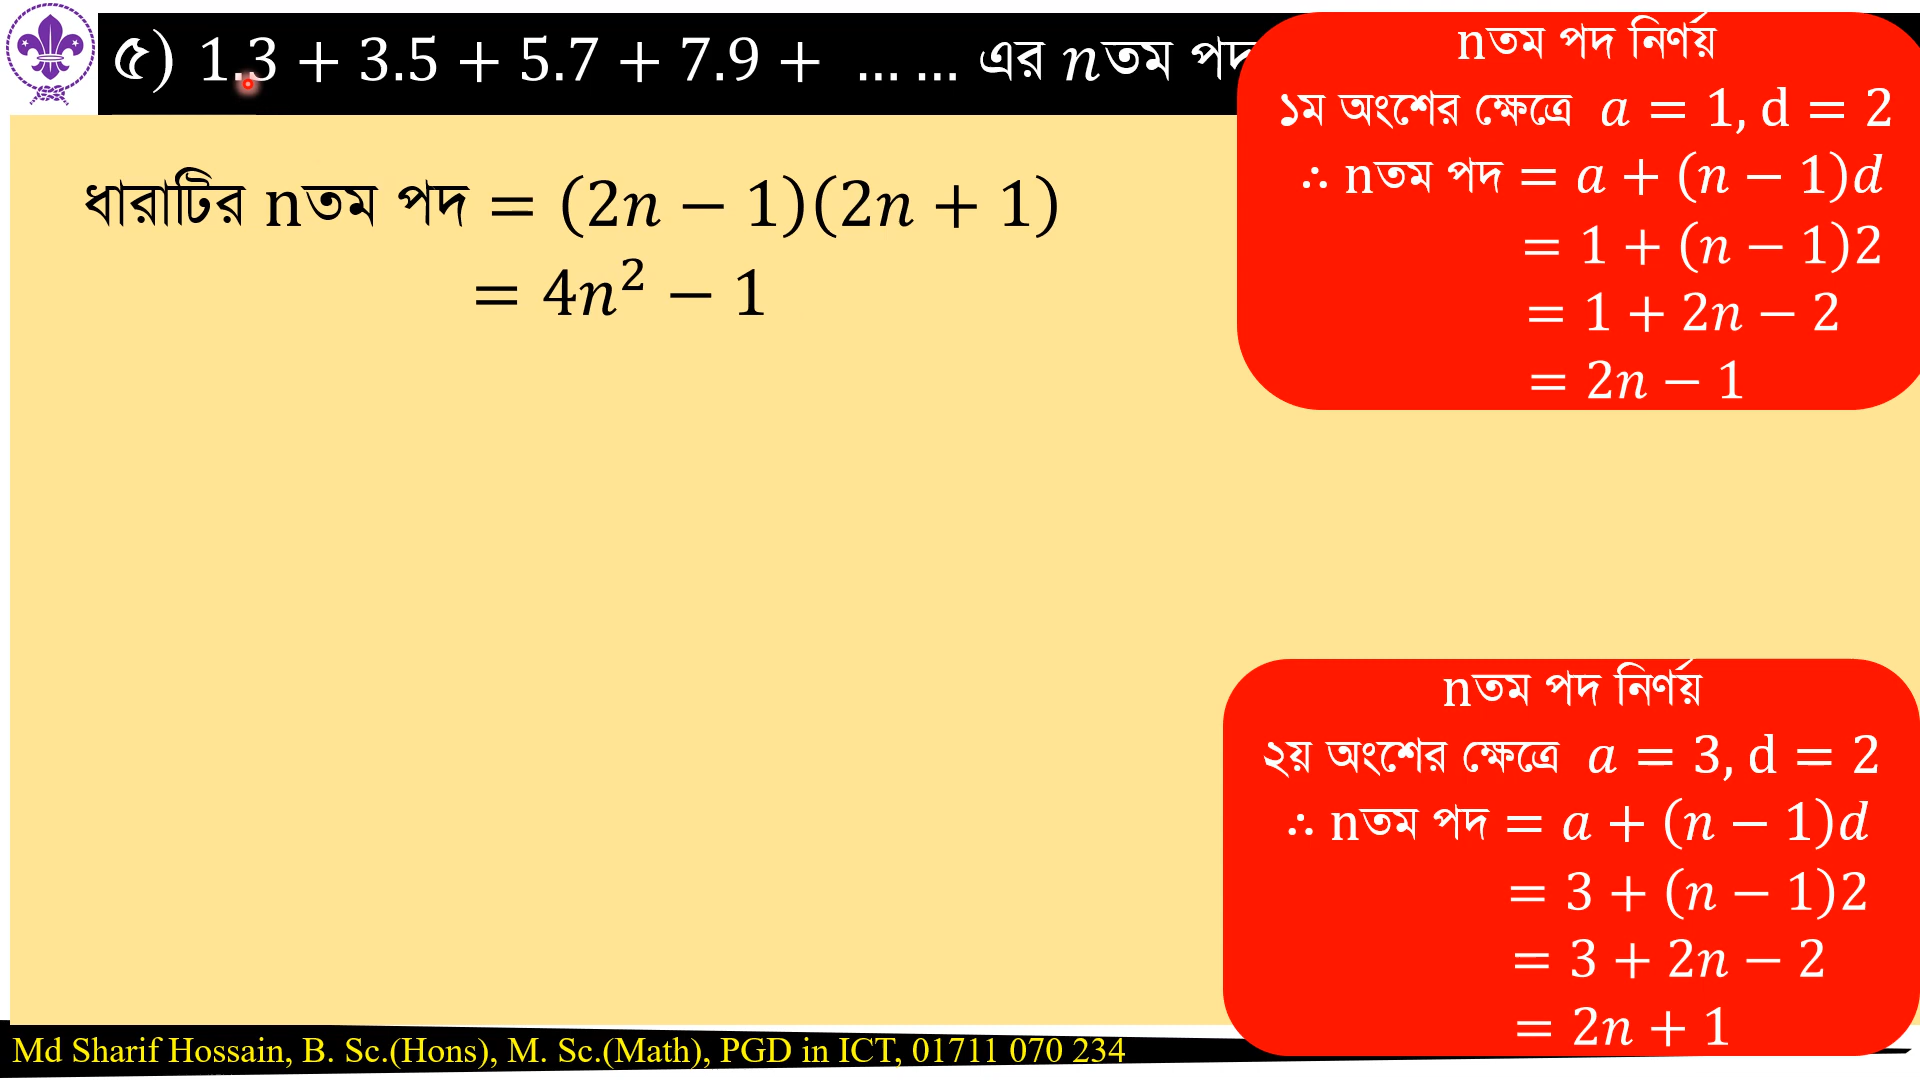 ৫) 1.3 + 3.5 + 5.7 + 7.9 + … … এর nতম পদ
ধারাটির nতম পদ = (2n − 1)(2n + 1)
= 4n² − 1
nতম পদ নির্ণয়
১ম অংশের ক্ষেত্রে a = 1, d = 2
∴ nতম পদ = a + (n − 1)d
= 1 + (n − 1)2
= 1 + 2n − 2
= 2n − 1
nতম পদ নির্ণয়
২য় অংশের ক্ষেত্রে a = 3, d = 2
∴ nতম পদ = a + (n − 1)d
= 3 + (n − 1)2
= 3 + 2n − 2
= 2n + 1
Md Sharif Hossain, B. Sc.(Hons), M. Sc.(Math), PGD in ICT, 01711 070 234